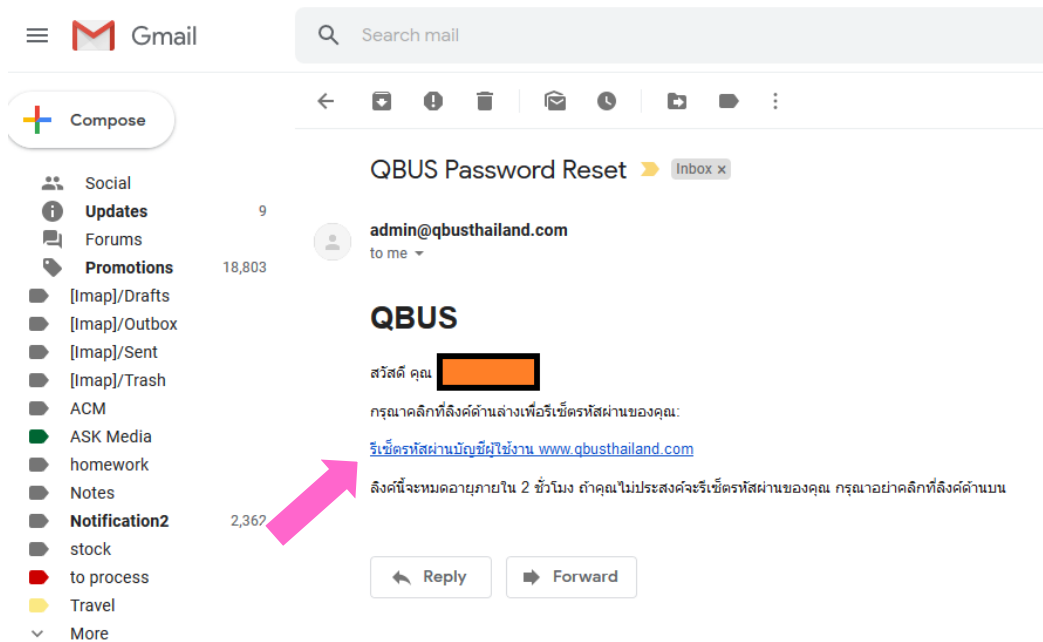 Gmail
Search mail
Compose
Social
Updates 9
Forums
Promotions 18,803
[Imap]/Drafts
[Imap]/Outbox
[Imap]/Sent
[Imap]/Trash
ACM
ASK Media
homework
Notes
Notification2 2,362
stock
to process
Travel
More
QBUS Password Reset Inbox x
admin@qbusthailand.com
to me
QBUS
สวัสดี คุณ
กรุณาคลิกที่ลิงค์ด้านล่างเพื่อรีเซ็ตรหัสผ่านของคุณ:
รีเซ็ตรหัสผ่านบัญชีผู้ใช้งาน www.qbusthailand.com
ลิงค์นี้จะหมดอายุภายใน 2 ชั่วโมง ถ้าคุณไม่ประสงค์จะรีเซ็ตรหัสผ่านของคุณ กรุณาอย่าคลิกที่ลิงค์ด้านบน
Reply Forward